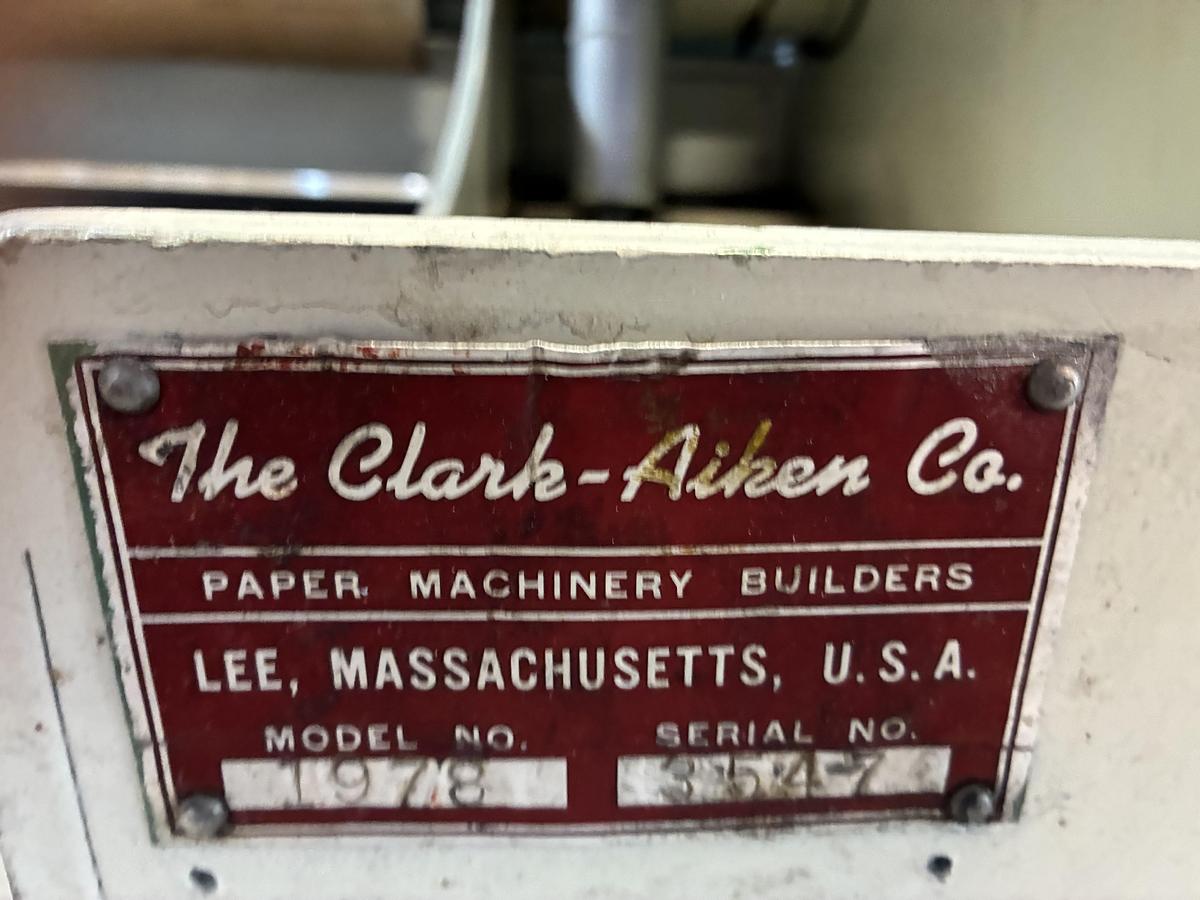 The Clark-Aiken Co.
PAPER MACHINERY BUILDERS
LEE, MASSACHUSETTS, U.S.A.
MODEL NO. SERIAL NO.
1978 3547